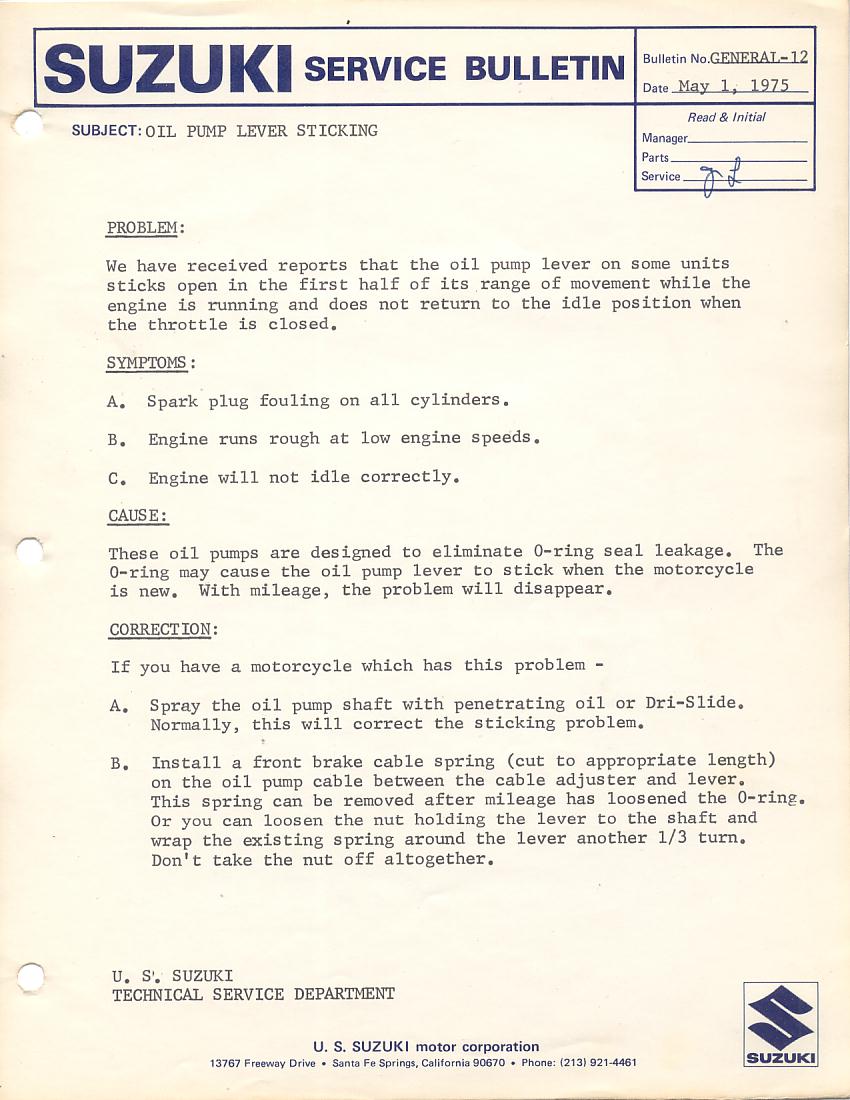 SUZUKI SERVICE BULLETIN
Bulletin No. GENERAL-12
Date May 1, 1975
SUBJECT: OIL PUMP LEVER STICKING
Read & Initial
Manager
Parts
Service
PROBLEM:
We have received reports that the oil pump lever on some units
sticks open in the first half of its range of movement while the
engine is running and does not return to the idle position when
the throttle is closed.
SYMPTOMS:
A. Spark plug fouling on all cylinders.
B. Engine runs rough at low engine speeds.
C. Engine will not idle correctly.
CAUSE:
These oil pumps are designed to eliminate O-ring seal leakage. The
O-ring may cause the oil pump lever to stick when the motorcycle
is new. With mileage, the problem will disappear.
CORRECTION:
If you have a motorcycle which has this problem -
A. Spray the oil pump shaft with penetrating oil or Dri-Slide.
Normally, this will correct the sticking problem.
B. Install a front brake cable spring (cut to appropriate length)
on the oil pump cable between the cable adjuster and lever.
This spring can be removed after mileage has loosened the O-ring.
Or you can loosen the nut holding the lever to the shaft and
wrap the existing spring around the lever another 1/3 turn.
Don't take the nut off altogether.
U. S. SUZUKI
TECHNICAL SERVICE DEPARTMENT
U. S. SUZUKI motor corporation
13767 Freeway Drive • Santa Fe Springs, California 90670 • Phone: (213) 921-4461
SUZUKI